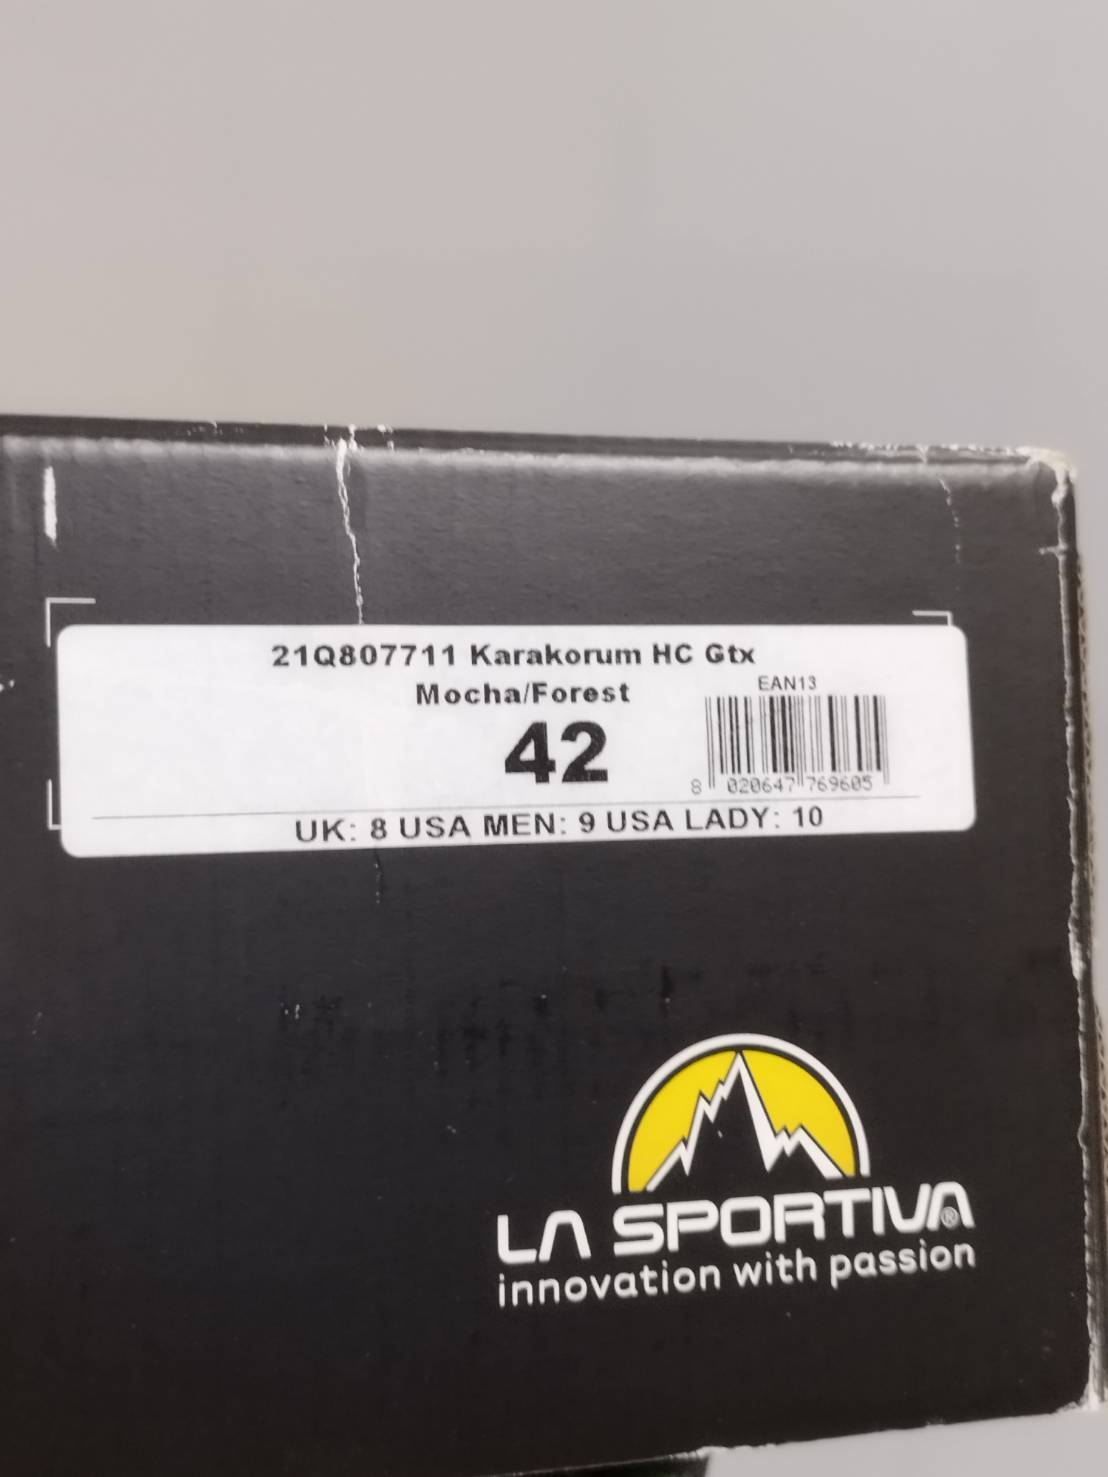 21Q807711 Karakorum HC Gtx
Mocha/Forest
EAN13
42
8 020647 769605
UK: 8 USA MEN: 9 USA LADY: 10
LA SPORTIVA®
innovation with passion